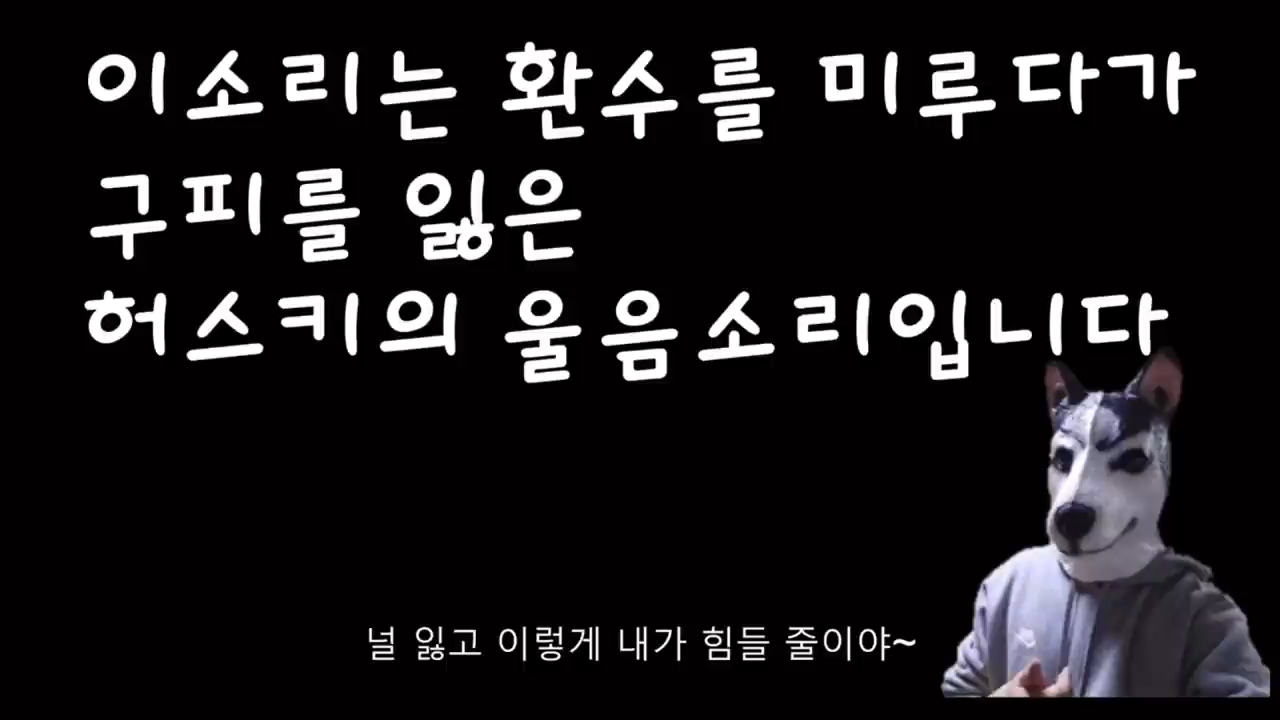 이소리는 환수를 미루다가
구피를 잃은
허스키의 울음소리입니다
널 잃고 이렇게 내가 힘들 줄이야~